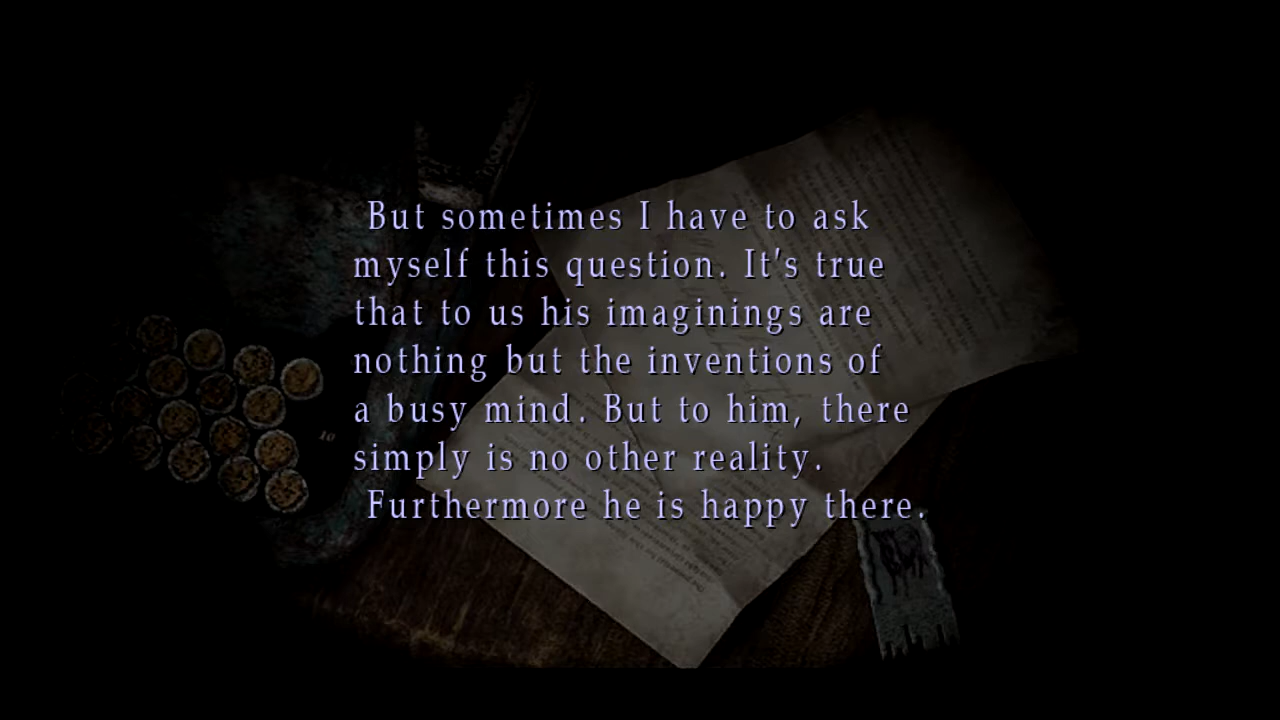 But sometimes I have to ask
myself this question. It's true
that to us his imaginings are
nothing but the inventions of
a busy mind. But to him, there
simply is no other reality.
Furthermore he is happy there.
10